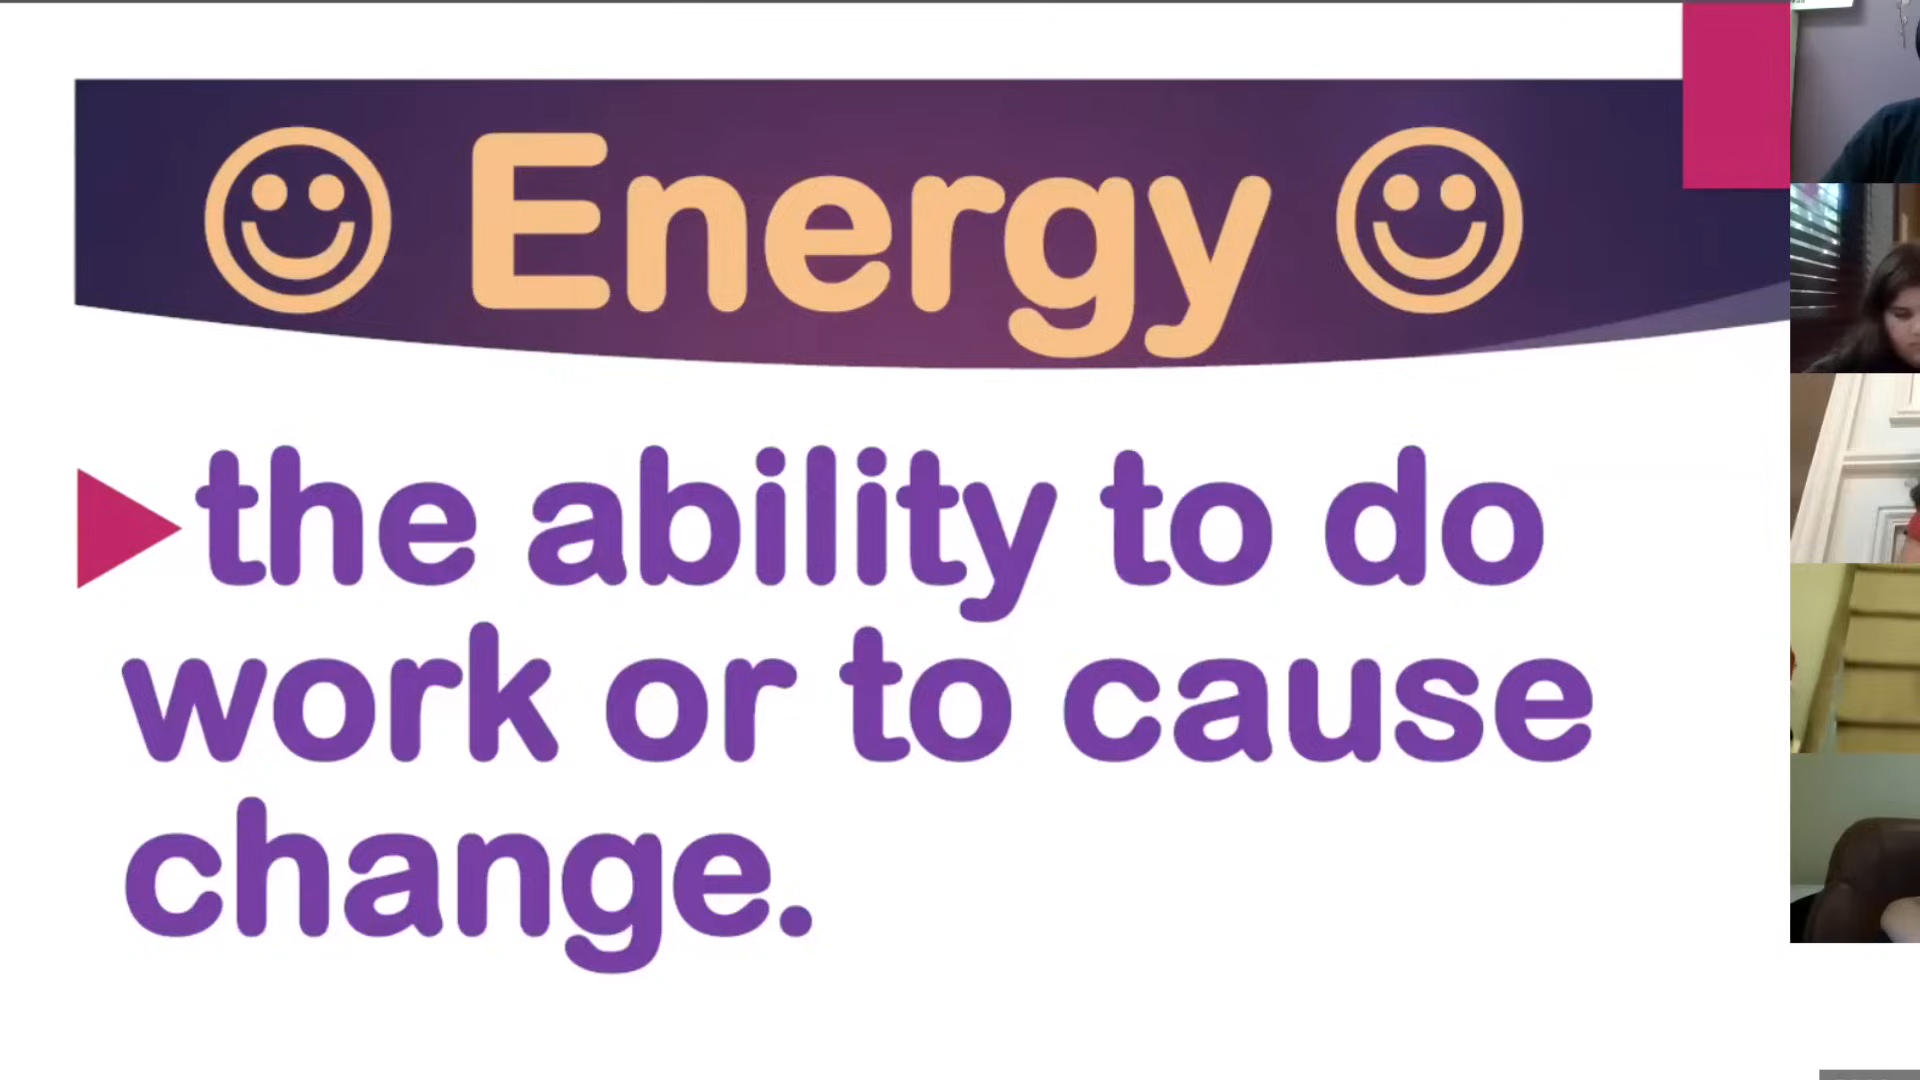 ☺ Energy ☺
the ability to do
work or to cause
change.